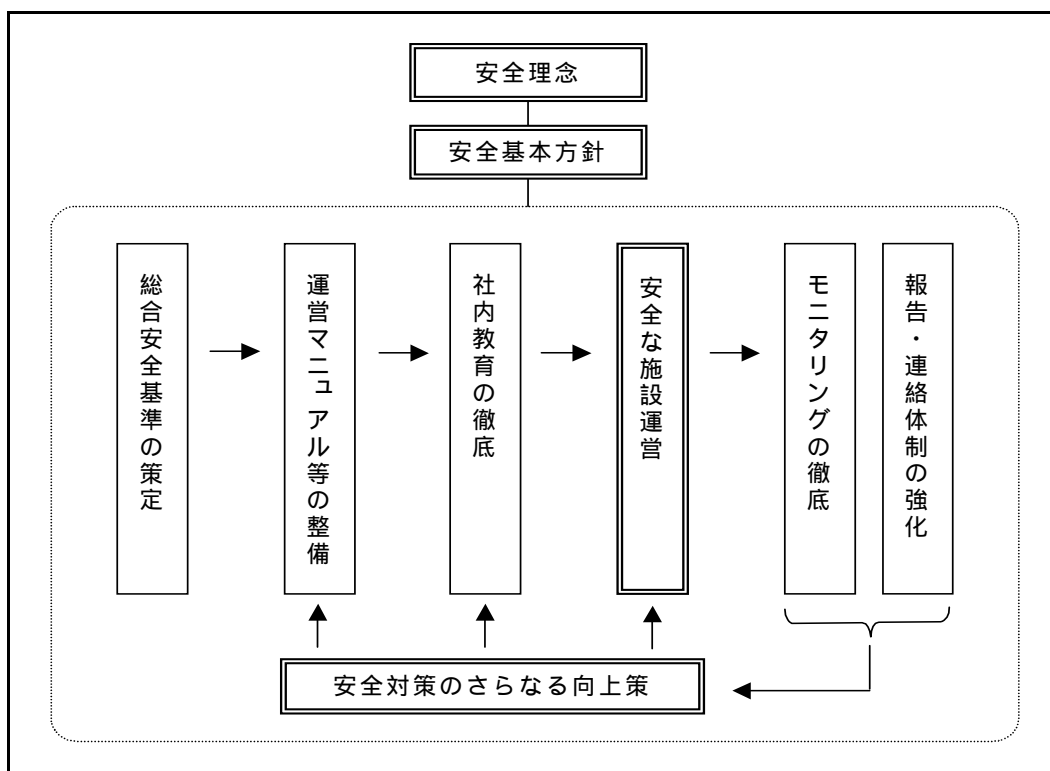 安全理念
安全基本方針
総合安全基準の策定
運営マニュアル等の整備
社内教育の徹底
安全な施設運営
モニタリングの徹底
報告・連絡体制の強化
安全対策のさらなる向上策